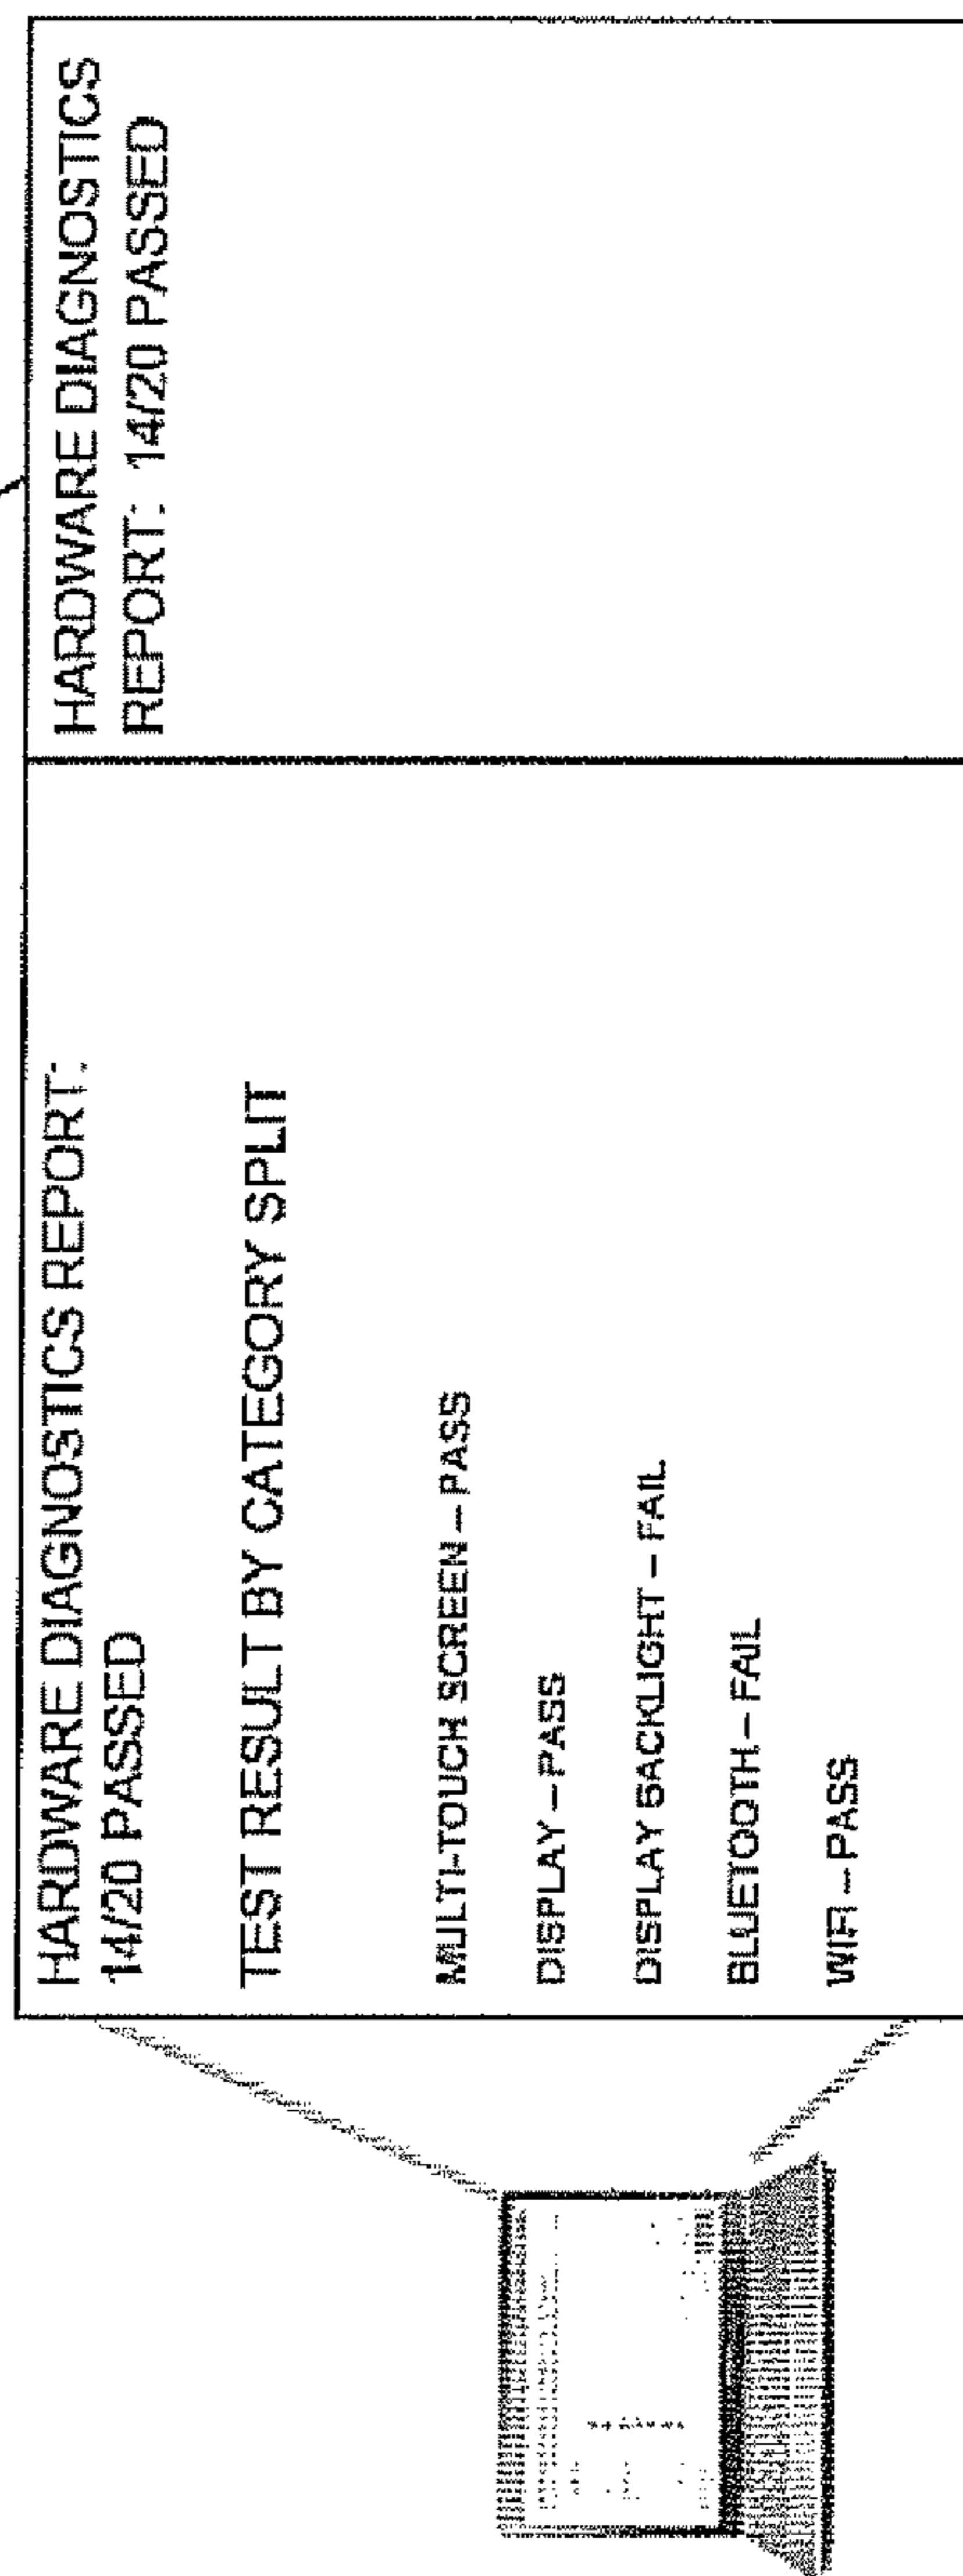 HARDWARE DIAGNOSTICS REPORT:
14/20 PASSED
TEST RESULT BY CATEGORY SPLIT
MULTI-TOUCH SCREEN – PASS
DISPLAY – PASS
DISPLAY BACKLIGHT – FAIL
BLUETOOTH – FAIL
WIFI – PASS
HARDWARE DIAGNOSTICS
REPORT: 14/20 PASSED